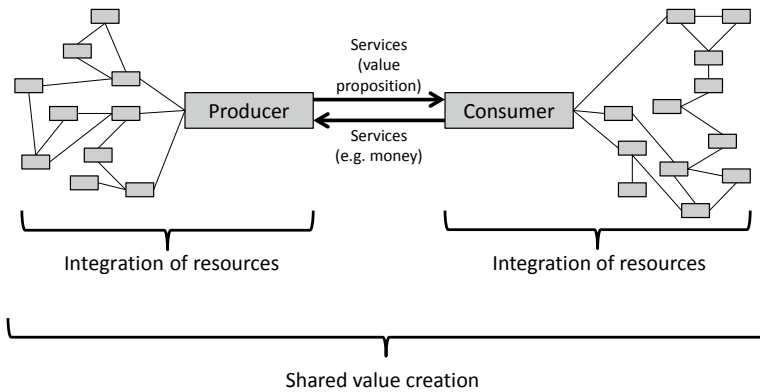 Services
(value
proposition)
Producer
Consumer
Services
(e.g. money)
Integration of resources
Integration of resources
Shared value creation